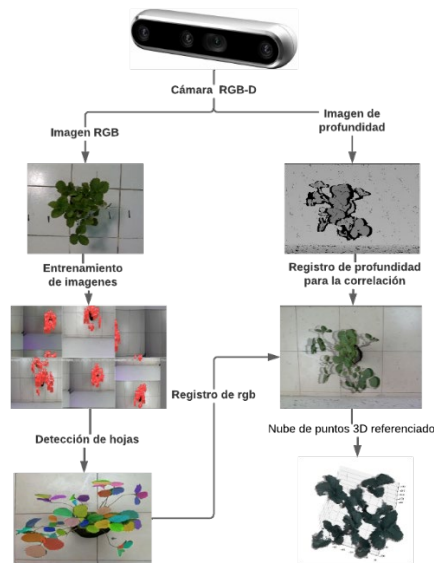 Cámara RGB-D
Imagen RGB
Imagen de
profundidad
Entrenamiento
de imagenes
Registro de profundidad
para la correlación
Registro de rgb
Detección de hojas
Nube de puntos 3D referenciado